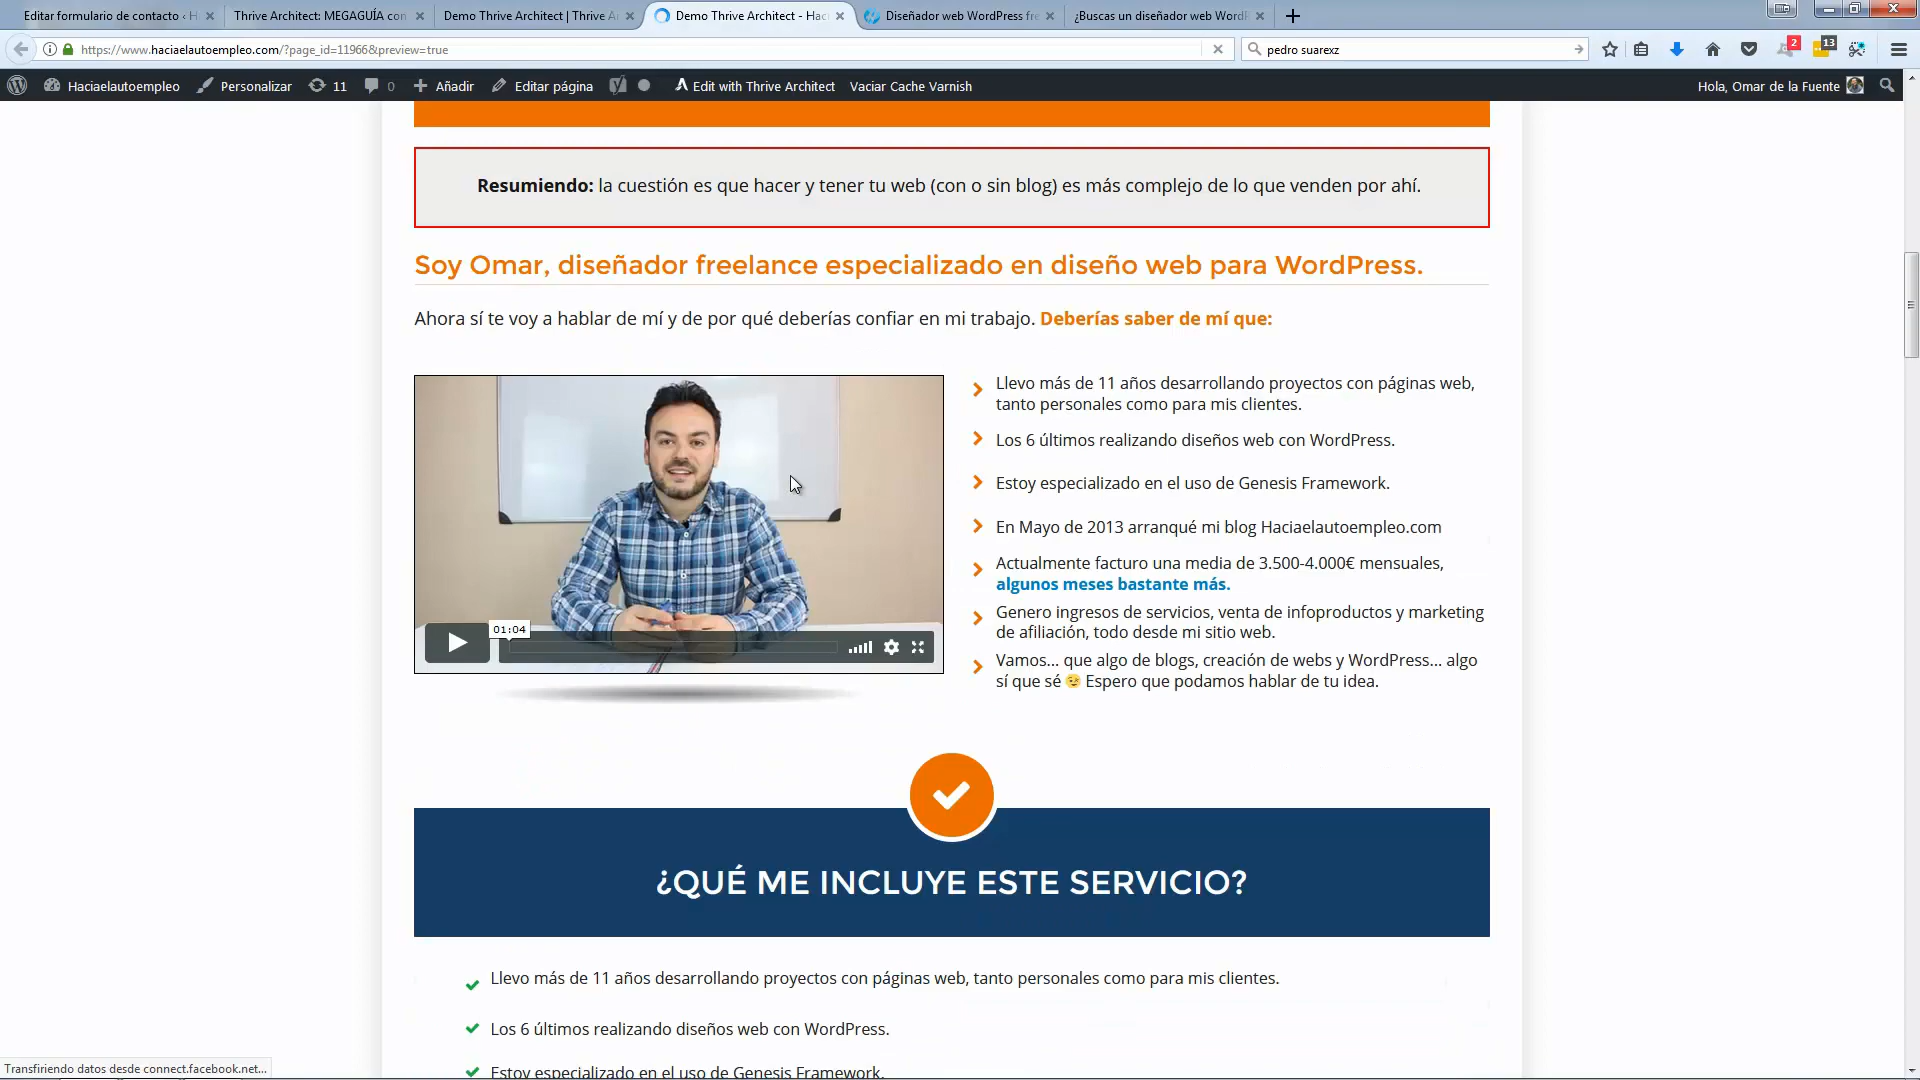 Editar formulario de contacto ‹ H
Thrive Architect: MEGAGUÍA con
Demo Thrive Architect | Thrive A
Demo Thrive Architect - Hac
Diseñador web WordPress fre
¿Buscas un diseñador web WordP
https://www.haciaelautoempleo.com/?page_id=11966&preview=true
pedro suarexz
2
13
Haciaelautoempleo
Personalizar
11
0
Añadir
Editar página
Edit with Thrive Architect
Vaciar Cache Varnish
Hola, Omar de la Fuente
Resumiendo: la cuestión es que hacer y tener tu web (con o sin blog) es más complejo de lo que venden por ahí.
Soy Omar, diseñador freelance especializado en diseño web para WordPress.
Ahora sí te voy a hablar de mí y de por qué deberías confiar en mi trabajo. Deberías saber de mí que:
01:04
Llevo más de 11 años desarrollando proyectos con páginas web,
tanto personales como para mis clientes.
Los 6 últimos realizando diseños web con WordPress.
Estoy especializado en el uso de Genesis Framework.
En Mayo de 2013 arranqué mi blog Haciaelautoempleo.com
Actualmente facturo una media de 3.500-4.000€ mensuales,
algunos meses bastante más.
Genero ingresos de servicios, venta de infoproductos y marketing
de afiliación, todo desde mi sitio web.
Vamos... que algo de blogs, creación de webs y WordPress... algo
sí que sé 😉 Espero que podamos hablar de tu idea.
¿QUÉ ME INCLUYE ESTE SERVICIO?
Llevo más de 11 años desarrollando proyectos con páginas web, tanto personales como para mis clientes.
Los 6 últimos realizando diseños web con WordPress.
Estoy especializado en el uso de Genesis Framework.
Transfiriendo datos desde connect.facebook.net...